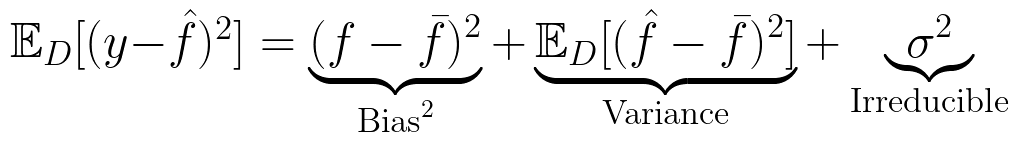 𝔼_D[(y−f̂)²] = (f − f̄)² + 𝔼_D[(f̂ − f̄)²] + σ²
Bias² Variance Irreducible